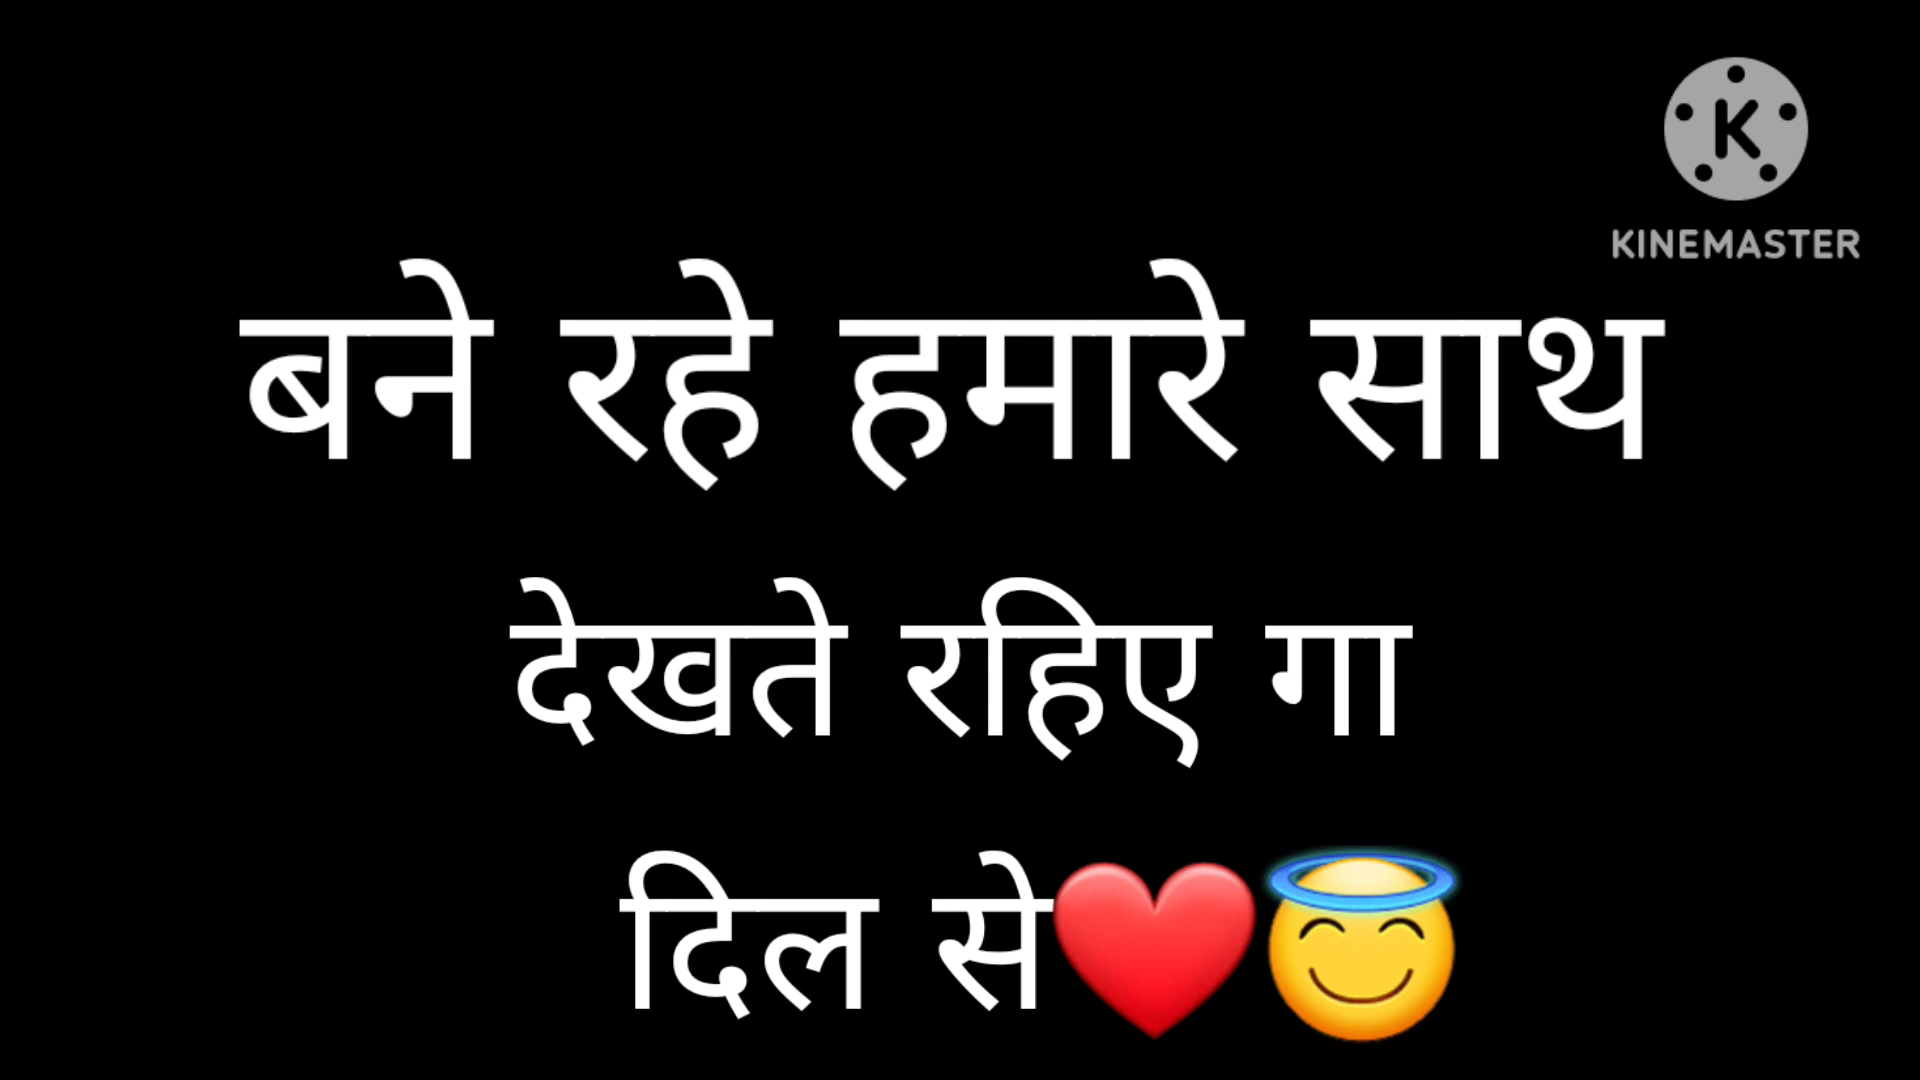 K
KINEMASTER
बने रहे हमारे साथ
देखते रहिए गा
दिल से❤️😇